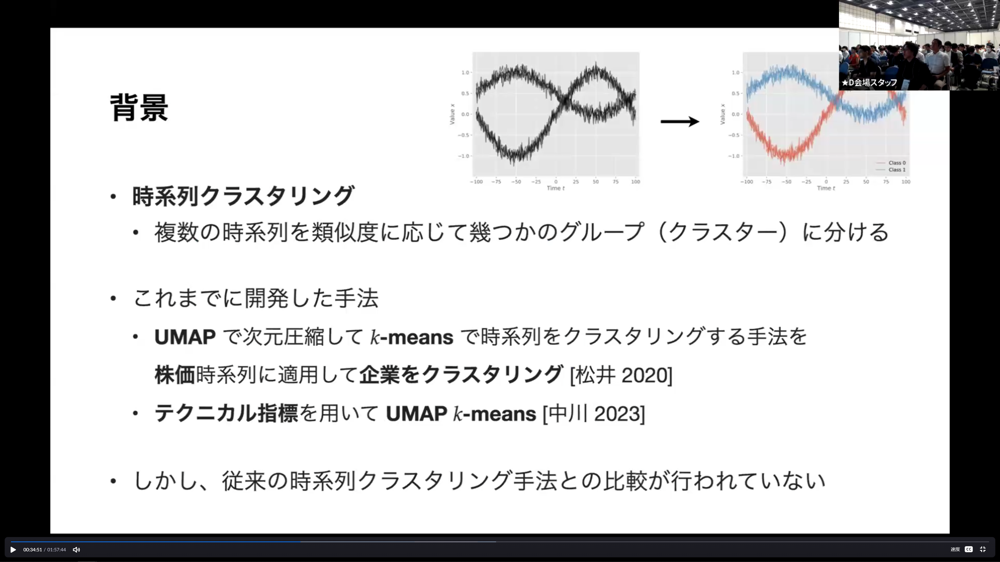 ★D会場スタッフ
背景
1.0
0.5
0.0
−0.5
−1.0
Value x
−100 −75 −50 −25 0 25 50 75 100
Time t
1.0
0.5
0.0
−0.5
−1.0
Value x
Class 0
Class 1
−100 −75 −50 −25 0 25 50 75 100
Time t
• 時系列クラスタリング
• 複数の時系列を類似度に応じて幾つかのグループ（クラスター）に分ける
• これまでに開発した手法
• UMAP で次元圧縮して k-means で時系列をクラスタリングする手法を
株価時系列に適用して企業をクラスタリング [松井 2020]
• テクニカル指標を用いて UMAP k-means [中川 2023]
• しかし、従来の時系列クラスタリング手法との比較が行われていない
00:34:51 / 01:57:44
速度 CC